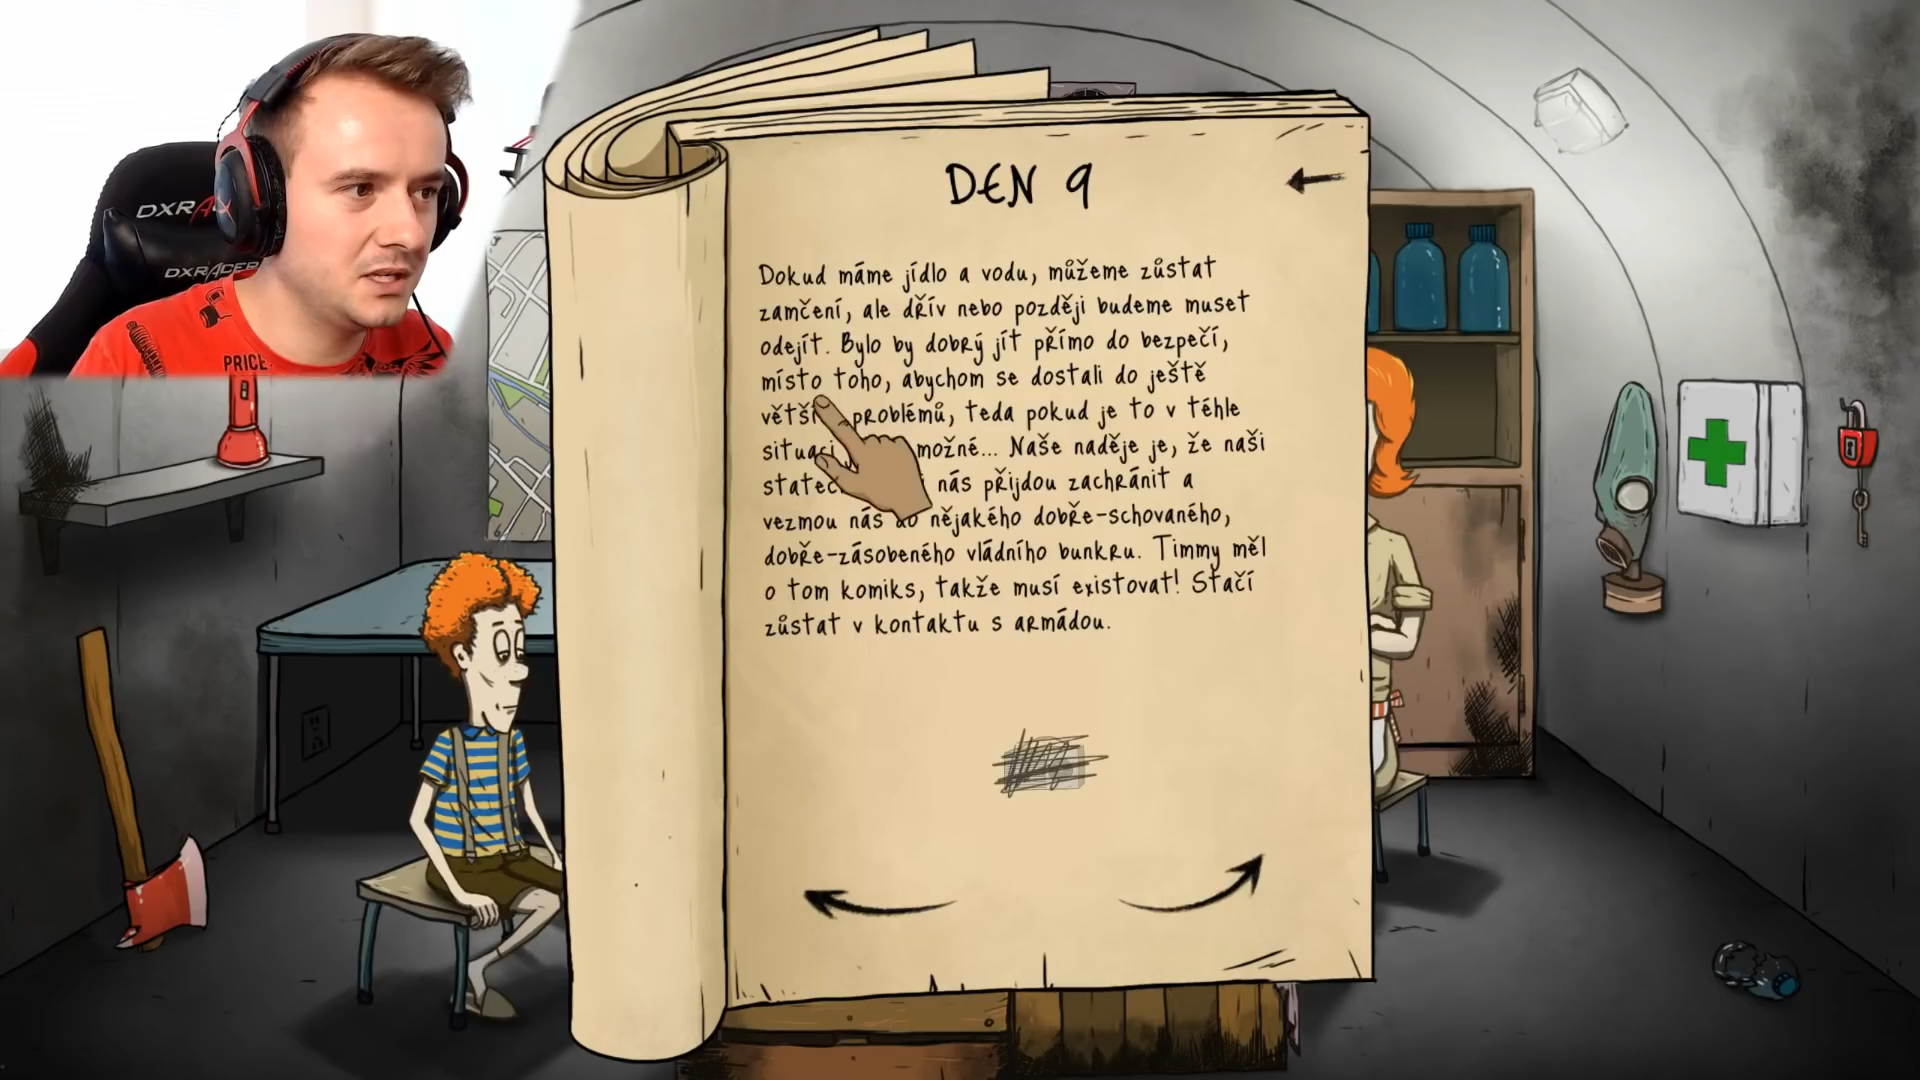 DXRA
DXRACER
PRICE
DEN 9
Dokud máme jídlo a vodu, můžeme zůstat
zamčení, ale dřív nebo později budeme muset
odejít. Bylo by dobrý jít přímo do bezpečí,
místo toho, abychom se dostali do ještě
větší problémů, teda pokud je to v téhle
možné... Naše naděje je, že naši
nás přijdou zachránit a
vezmou nás do nějakého dobře-schovaného,
dobře-zásobeného vládního bunkru. Timmy měl
o tom komiks, takže musí existovat! Stačí
zůstat v kontaktu s armádou.